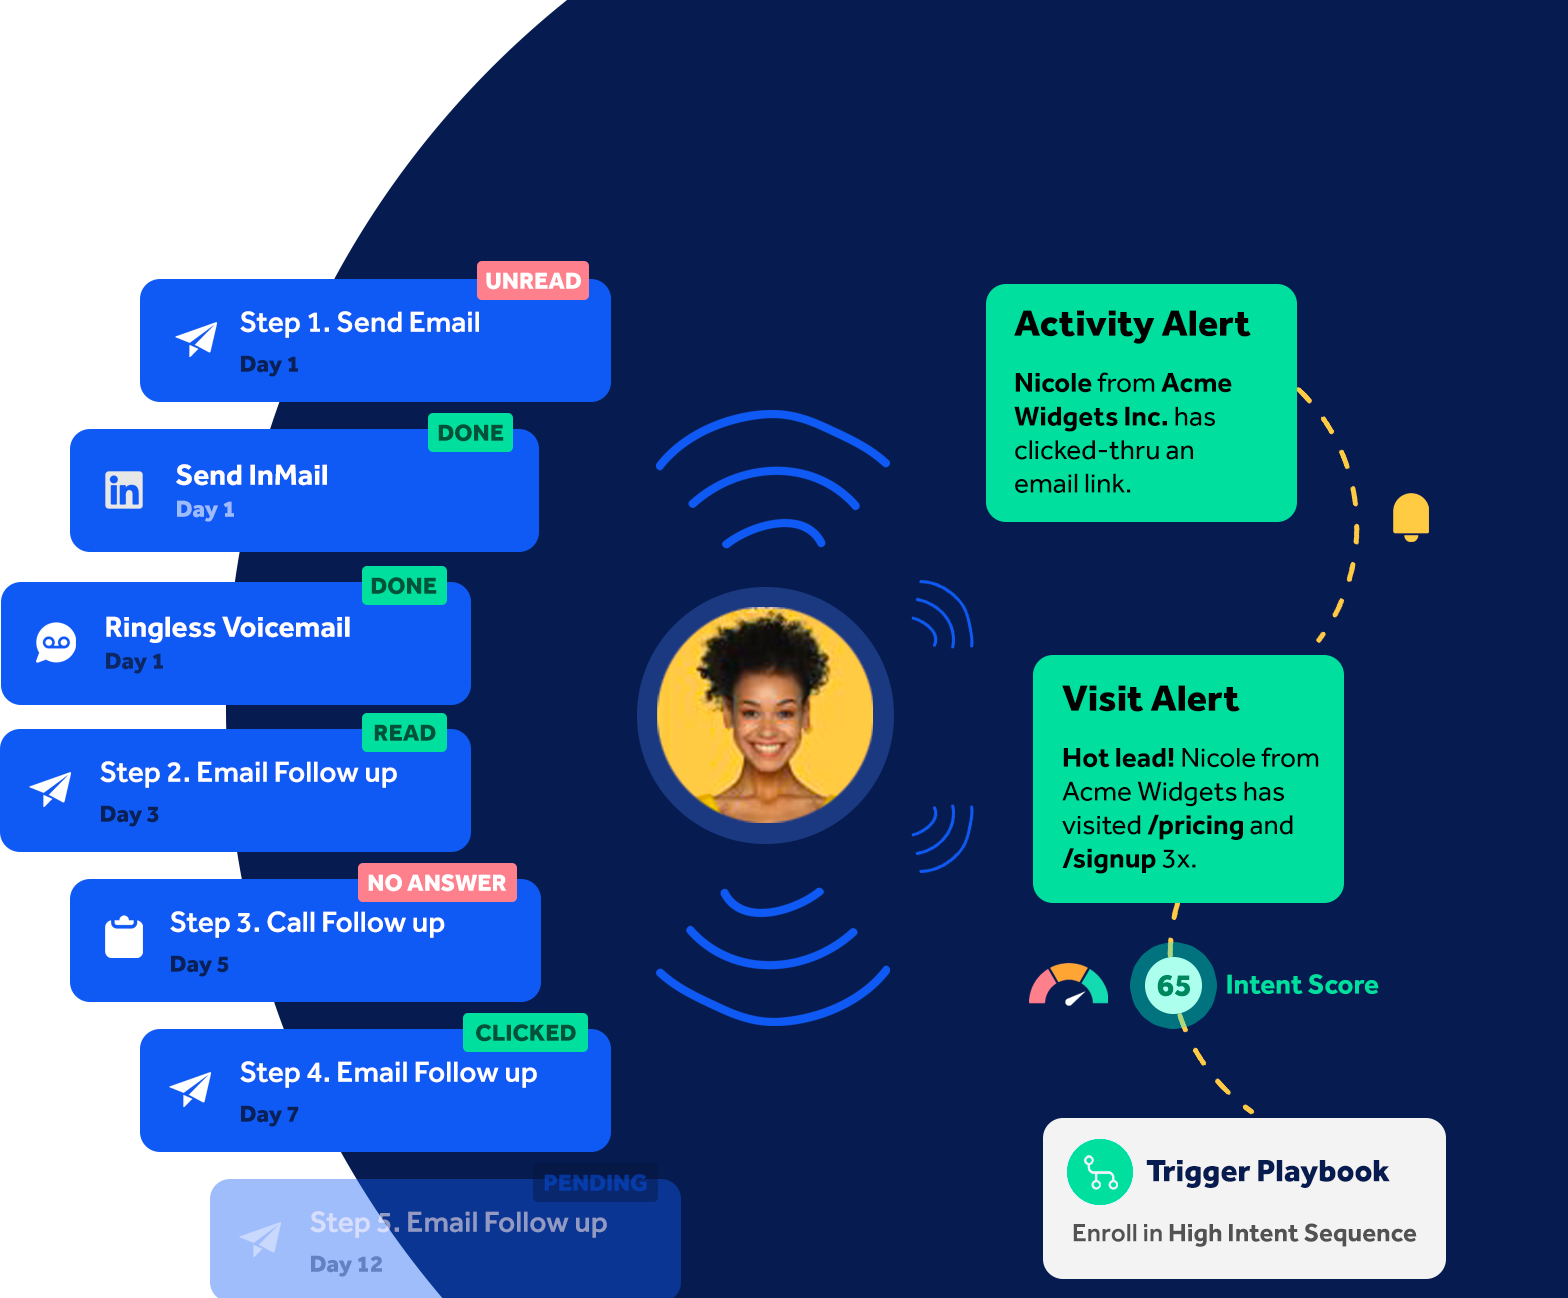 UNREAD
Step 1. Send Email
Day 1
DONE
Send InMail
Day 1
DONE
Ringless Voicemail
Day 1
READ
Step 2. Email Follow up
Day 3
NO ANSWER
Step 3. Call Follow up
Day 5
CLICKED
Step 4. Email Follow up
Day 7
PENDING
Step 5. Email Follow up
Day 12
Activity Alert
Nicole from Acme
Widgets Inc. has
clicked-thru an
email link.
Visit Alert
Hot lead! Nicole from
Acme Widgets has
visited /pricing and
/signup 3x.
65
Intent Score
Trigger Playbook
Enroll in High Intent Sequence
in